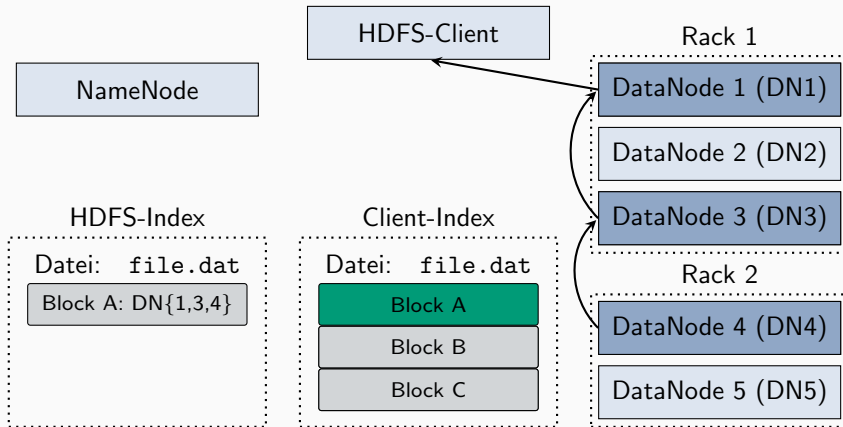 HDFS-Client
NameNode
Rack 1
DataNode 1 (DN1)
DataNode 2 (DN2)
DataNode 3 (DN3)
HDFS-Index
Datei: file.dat
Block A: DN{1,3,4}
Client-Index
Datei: file.dat
Block A
Block B
Block C
Rack 2
DataNode 4 (DN4)
DataNode 5 (DN5)